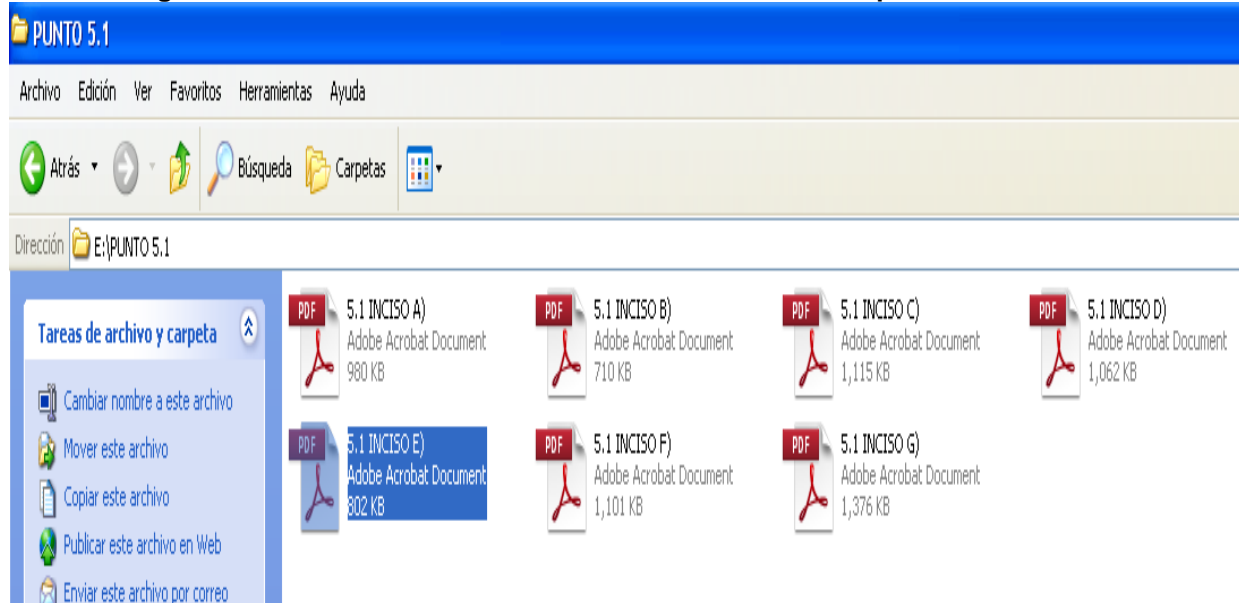 PUNTO 5.1
Archivo Edición Ver Favoritos Herramientas Ayuda
Atrás Búsqueda Carpetas
Dirección E:\PUNTO 5.1
Tareas de archivo y carpeta
Cambiar nombre a este archivo
Mover este archivo
Copiar este archivo
Publicar este archivo en Web
Enviar este archivo por correo
PDF 5.1 INCISO A)
Adobe Acrobat Document
980 KB
PDF 5.1 INCISO B)
Adobe Acrobat Document
710 KB
PDF 5.1 INCISO C)
Adobe Acrobat Document
1,115 KB
PDF 5.1 INCISO D)
Adobe Acrobat Document
1,062 KB
PDF 5.1 INCISO E)
Adobe Acrobat Document
802 KB
PDF 5.1 INCISO F)
Adobe Acrobat Document
1,101 KB
PDF 5.1 INCISO G)
Adobe Acrobat Document
1,376 KB